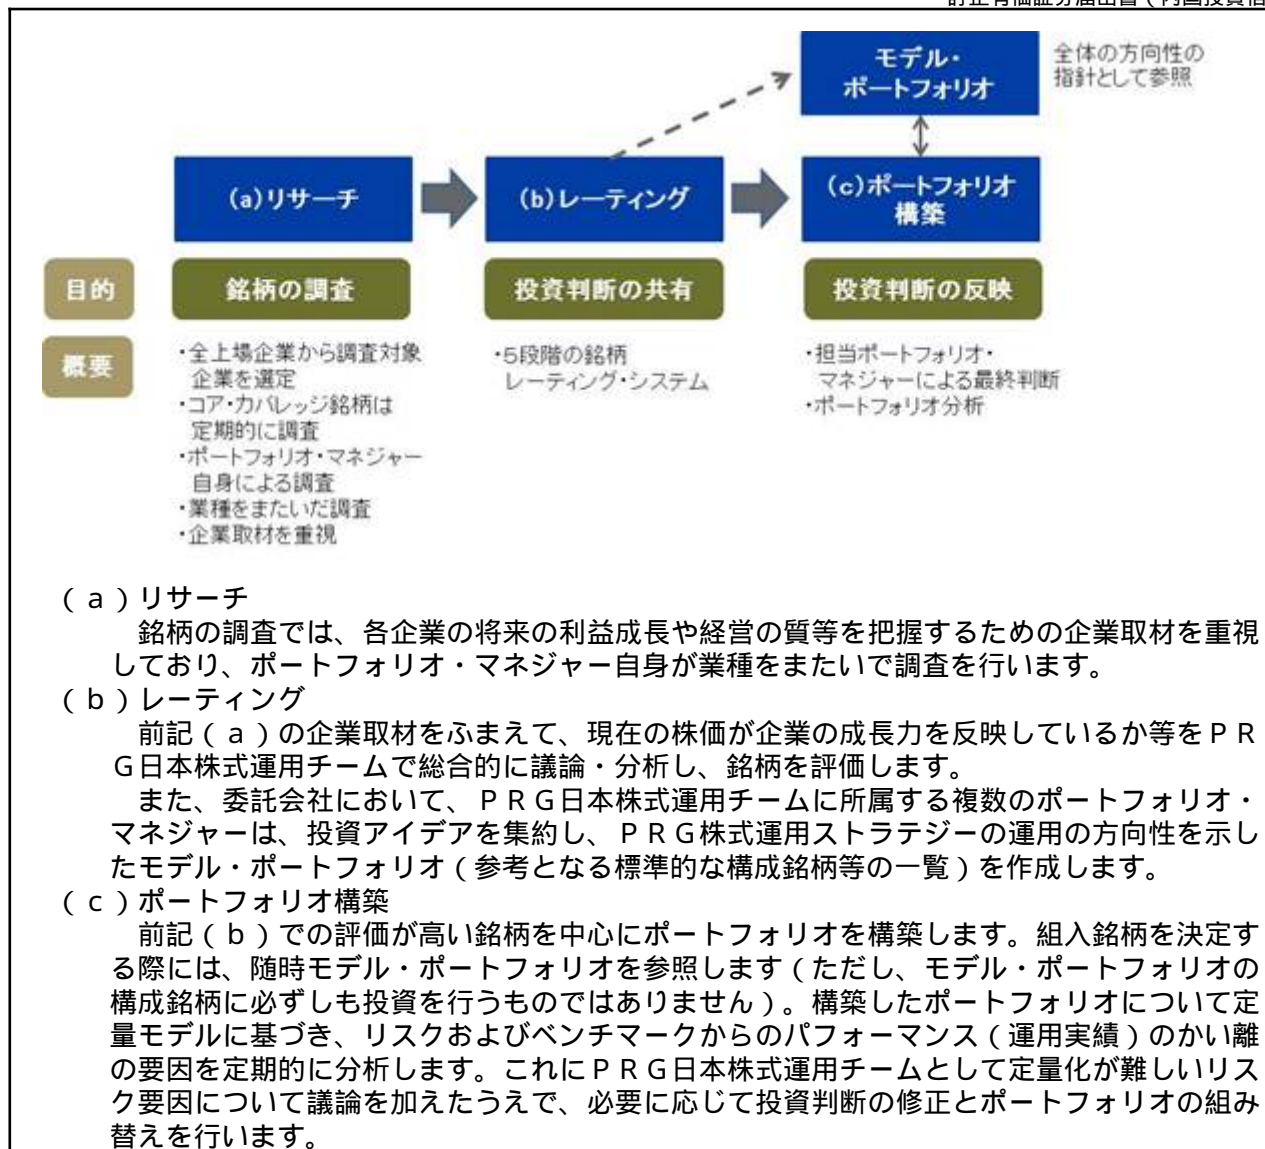 モデル・
ポートフォリオ
全体の方向性の
指針として参照
(a)リサーチ
(b)レーティング
(c)ポートフォリオ
構築
目的
銘柄の調査
投資判断の共有
投資判断の反映
概要
・全上場企業から調査対象
企業を選定
・コア・カバレッジ銘柄は
定期的に調査
・ポートフォリオ・マネジャー
自身による調査
・業種をまたいだ調査
・企業取材を重視
・5段階の銘柄
レーティング・システム
・担当ポートフォリオ・
マネジャーによる最終判断
・ポートフォリオ分析
(a)リサーチ
銘柄の調査では、各企業の将来の利益成長や経営の質等を把握するための企業取材を重視
しており、ポートフォリオ・マネジャー自身が業種をまたいで調査を行います。
(b)レーティング
前記(a)の企業取材をふまえて、現在の株価が企業の成長力を反映しているか等をPR
G日本株式運用チームで総合的に議論・分析し、銘柄を評価します。
また、委託会社において、PRG日本株式運用チームに所属する複数のポートフォリオ・
マネジャーは、投資アイデアを集約し、PRG株式運用ストラテジーの運用の方向性を示し
たモデル・ポートフォリオ(参考となる標準的な構成銘柄等の一覧)を作成します。
(c)ポートフォリオ構築
前記(b)での評価が高い銘柄を中心にポートフォリオを構築します。組入銘柄を決定す
る際には、随時モデル・ポートフォリオを参照します(ただし、モデル・ポートフォリオの
構成銘柄に必ずしも投資を行うものではありません)。構築したポートフォリオについて定
量モデルに基づき、リスクおよびベンチマークからのパフォーマンス(運用実績)のかい離
の要因を定期的に分析します。これにPRG日本株式運用チームとして定量化が難しいリス
ク要因について議論を加えたうえで、必要に応じて投資判断の修正とポートフォリオの組み
替えを行います。